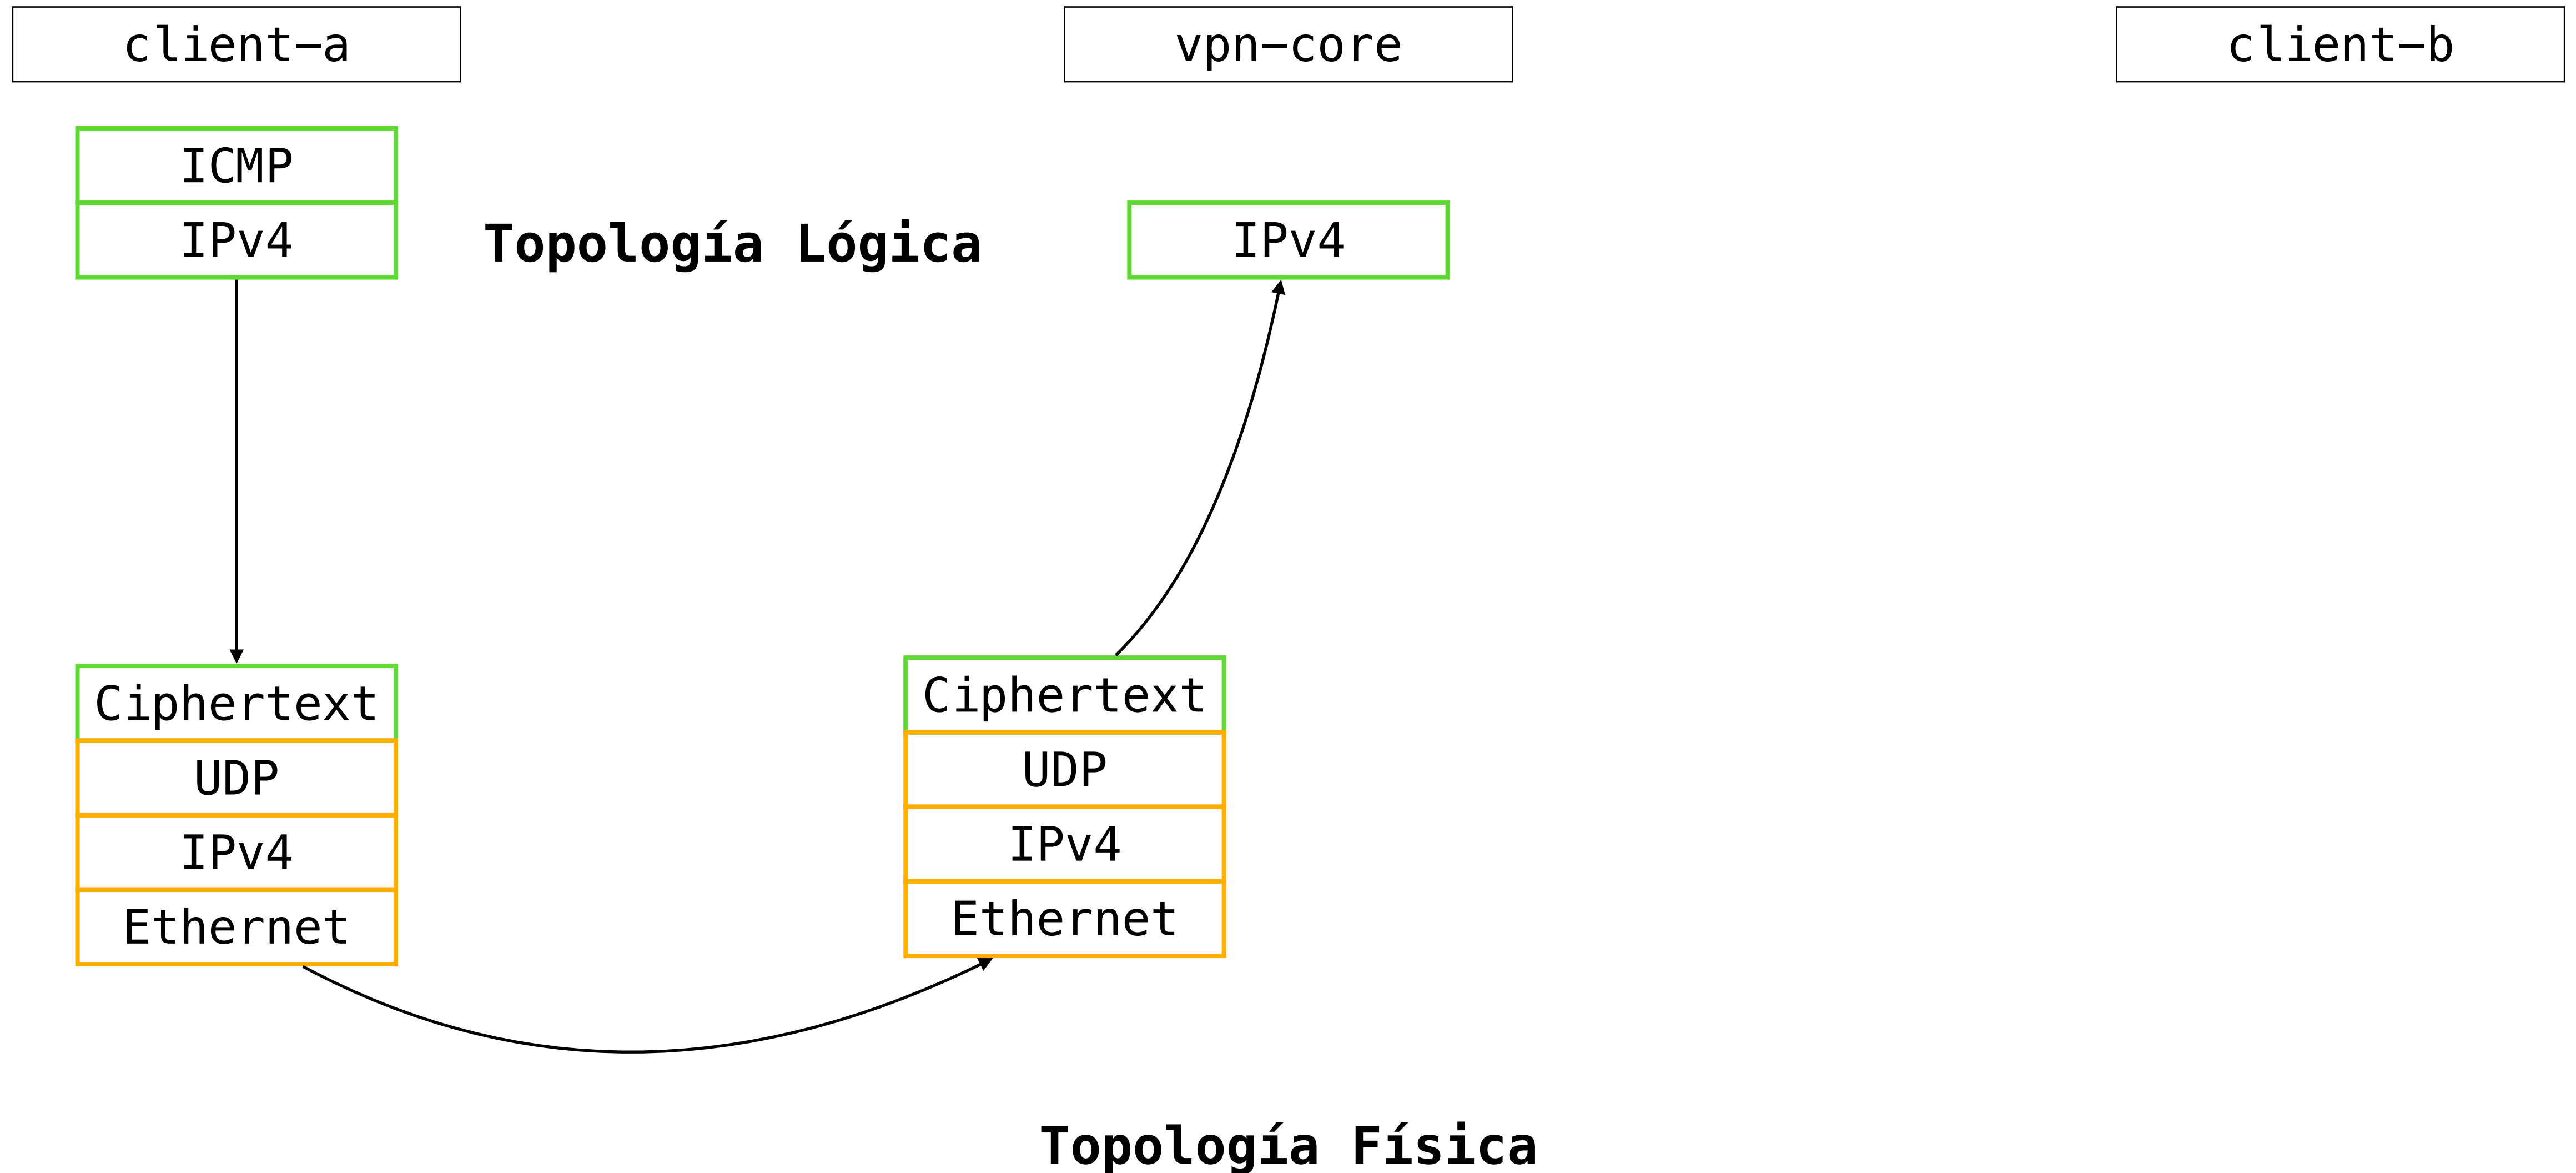 client-a
vpn-core
client-b
ICMP
IPv4
Topología Lógica
IPv4
Ciphertext
UDP
IPv4
Ethernet
Ciphertext
UDP
IPv4
Ethernet
Topología Física